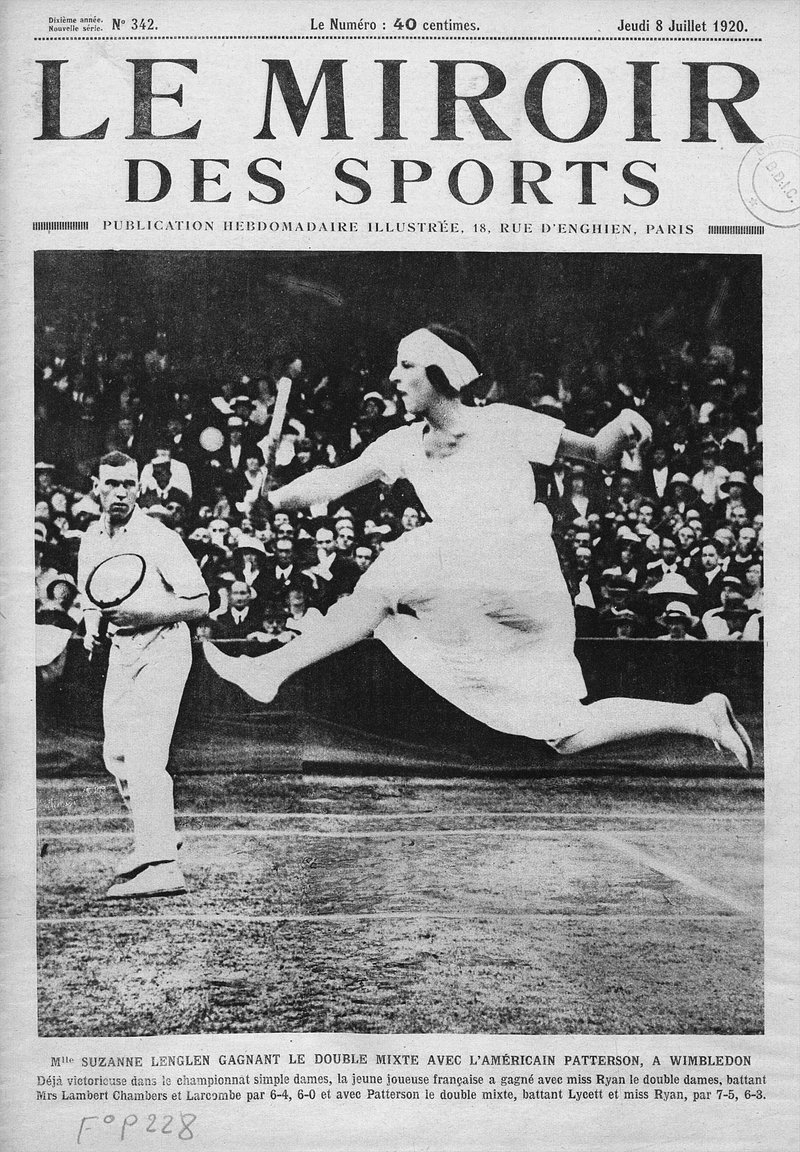 Dixième année.
Nouvelle série.
N° 342.
Le Numéro : 40 centimes.
Jeudi 8 Juillet 1920.
LE MIROIR
DES SPORTS
PUBLICATION HEBDOMADAIRE ILLUSTRÉE, 18, RUE D'ENGHIEN, PARIS
Mlle SUZANNE LENGLEN GAGNANT LE DOUBLE MIXTE AVEC L'AMÉRICAIN PATTERSON, A WIMBLEDON
Déjà victorieuse dans le championnat simple dames, la jeune joueuse française a gagné avec miss Ryan le double dames, battant
Mrs Lambert Chambers et Larcombe par 6-4, 6-0 et avec Patterson le double mixte, battant Lycett et miss Ryan, par 7-5, 6-3.
F°P228